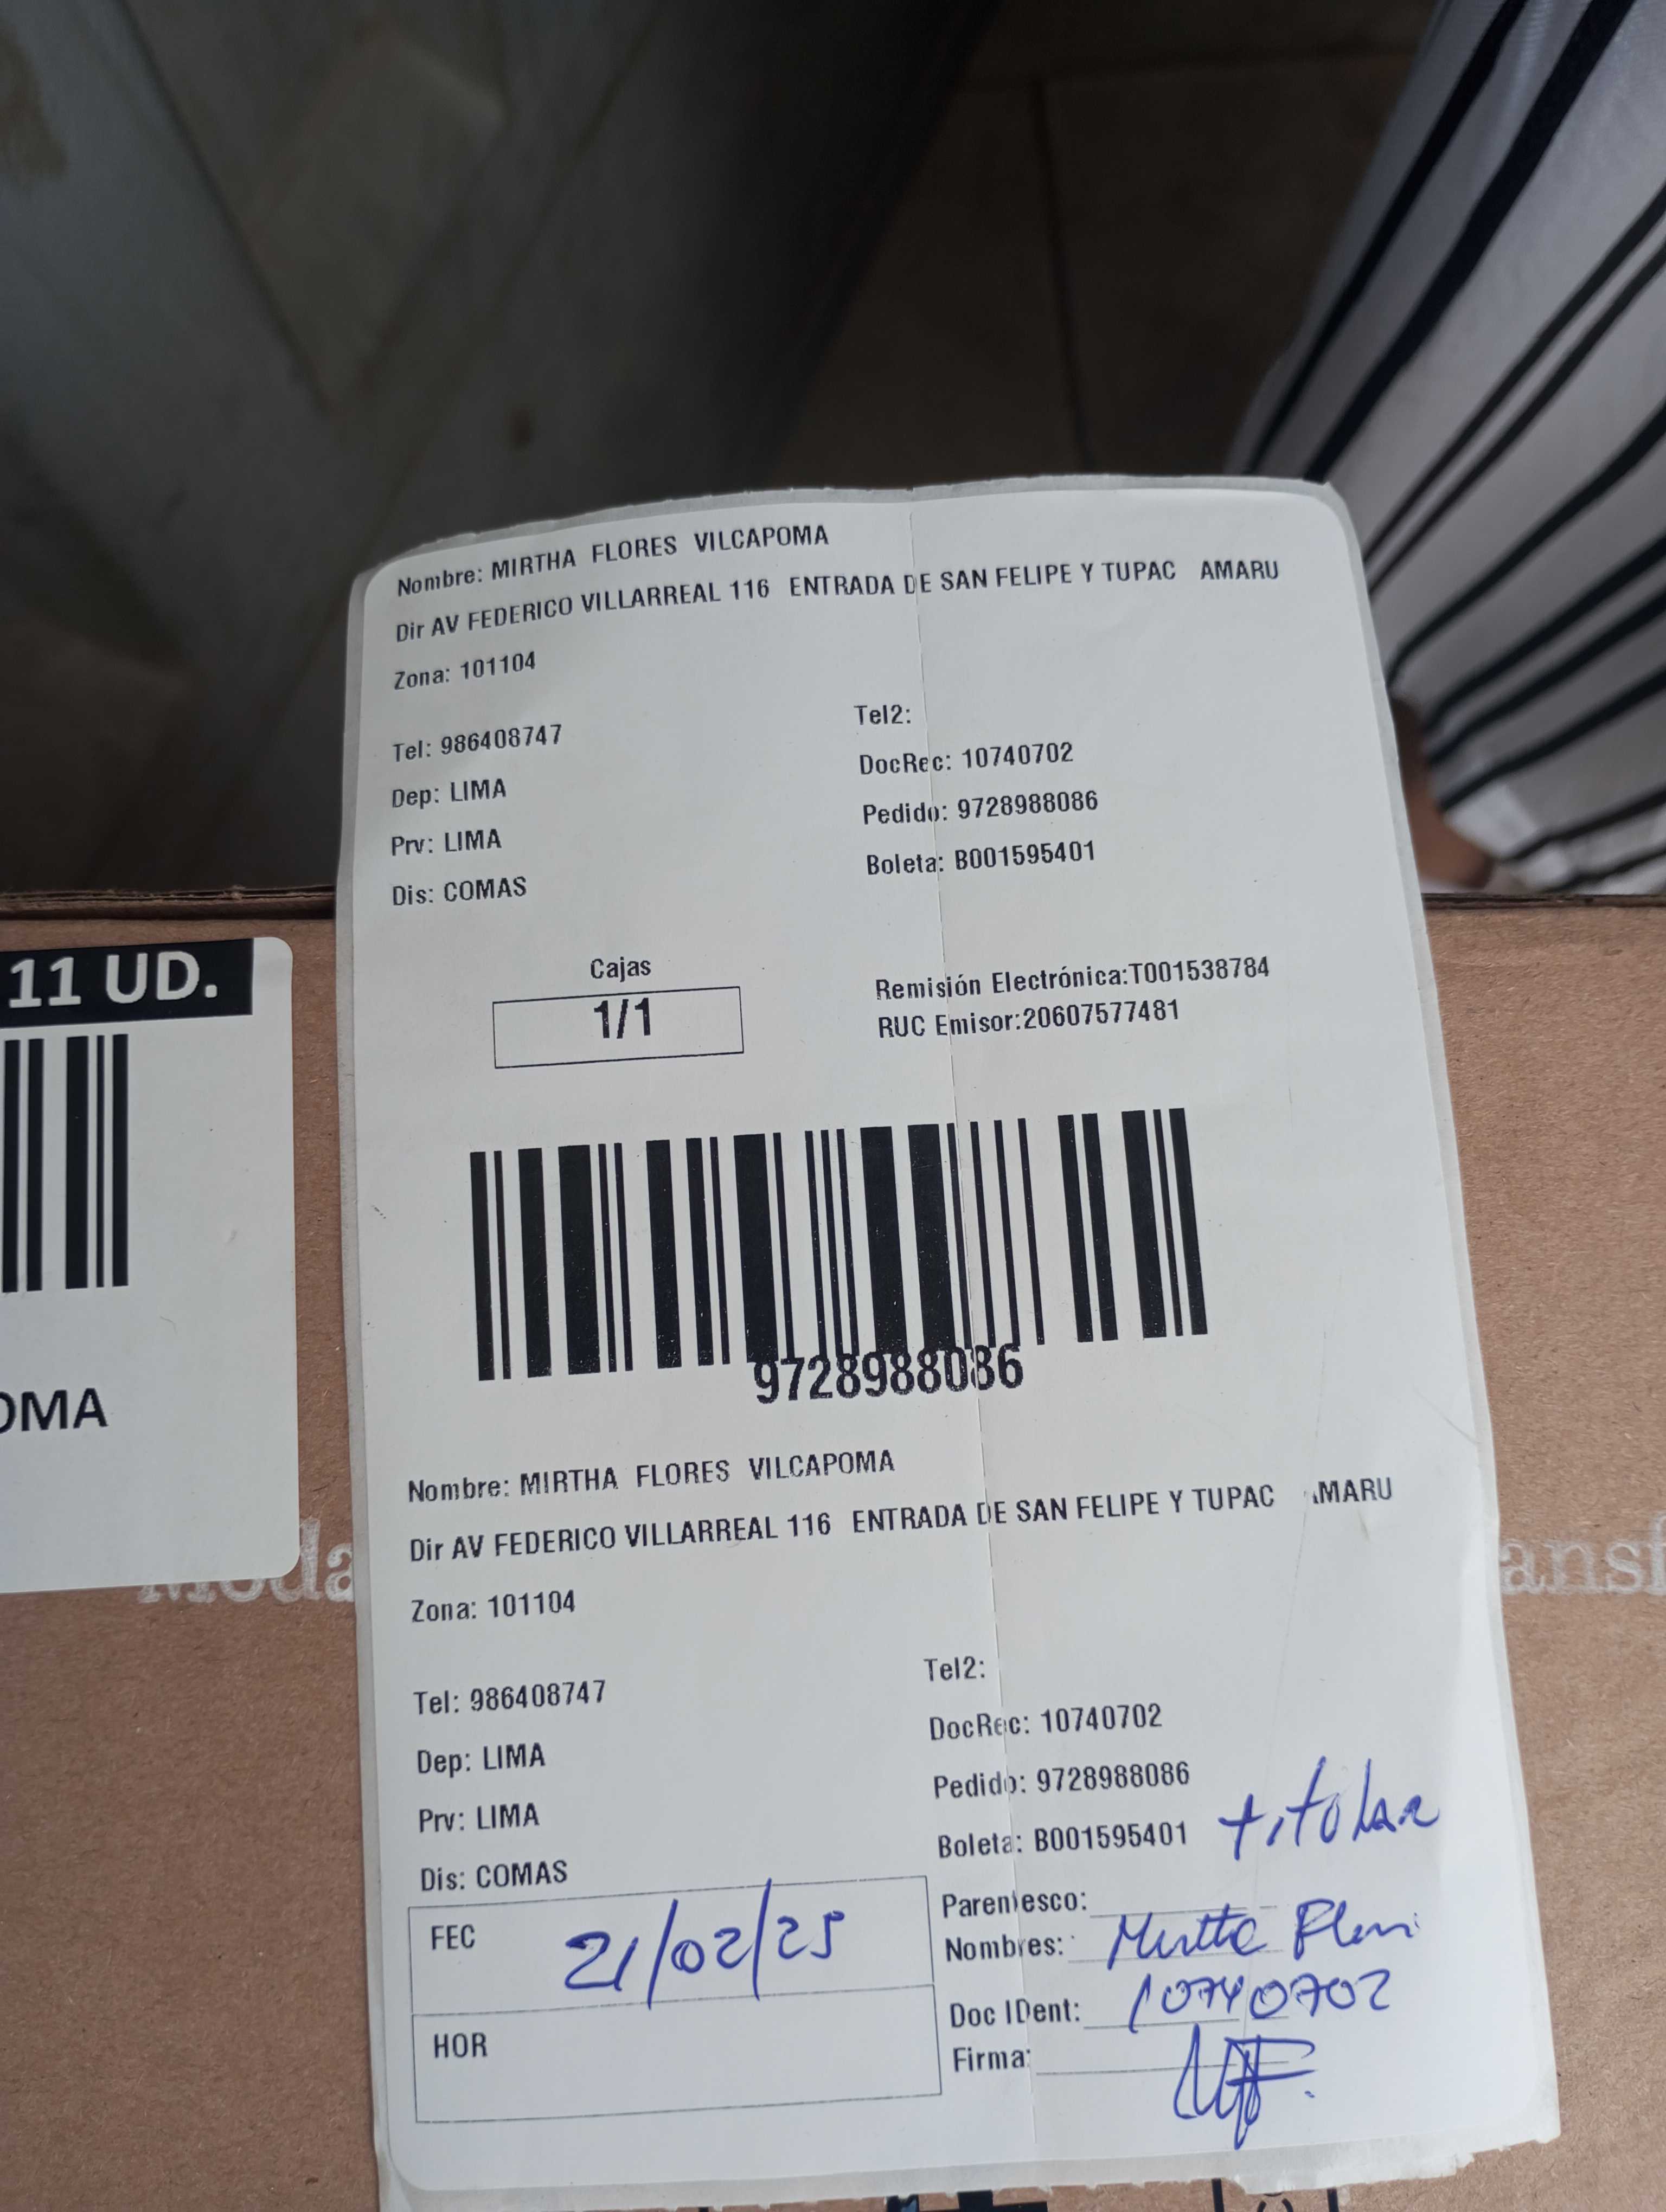 Nombre: MIRTHA FLORES VILCAPOMA
Dir AV FEDERICO VILLARREAL 116 ENTRADA DE SAN FELIPE Y TUPAC AMARU
Zona: 101104
Tel: 986408747
Tel2:
Dep: LIMA
DocRec: 10740702
Prv: LIMA
Pedido: 9728988086
Dis: COMAS
Boleta: B001595401
Cajas
1/1
Remisión Electrónica:T001538784
RUC Emisor:20607577481
9728988086
Nombre: MIRTHA FLORES VILCAPOMA
Dir AV FEDERICO VILLARREAL 116 ENTRADA DE SAN FELIPE Y TUPAC AMARU
Zona: 101104
Tel: 986408747
Tel2:
Dep: LIMA
DocRec: 10740702
Prv: LIMA
Pedido: 9728988086
Dis: COMAS
Boleta: B001595401 titular
FEC 21/02/25
HOR
Parentesco:
Nombres: Mirtha Flores
Doc IDent: 10740702
Firma:
11 UD.
OMA
Moda
ansf